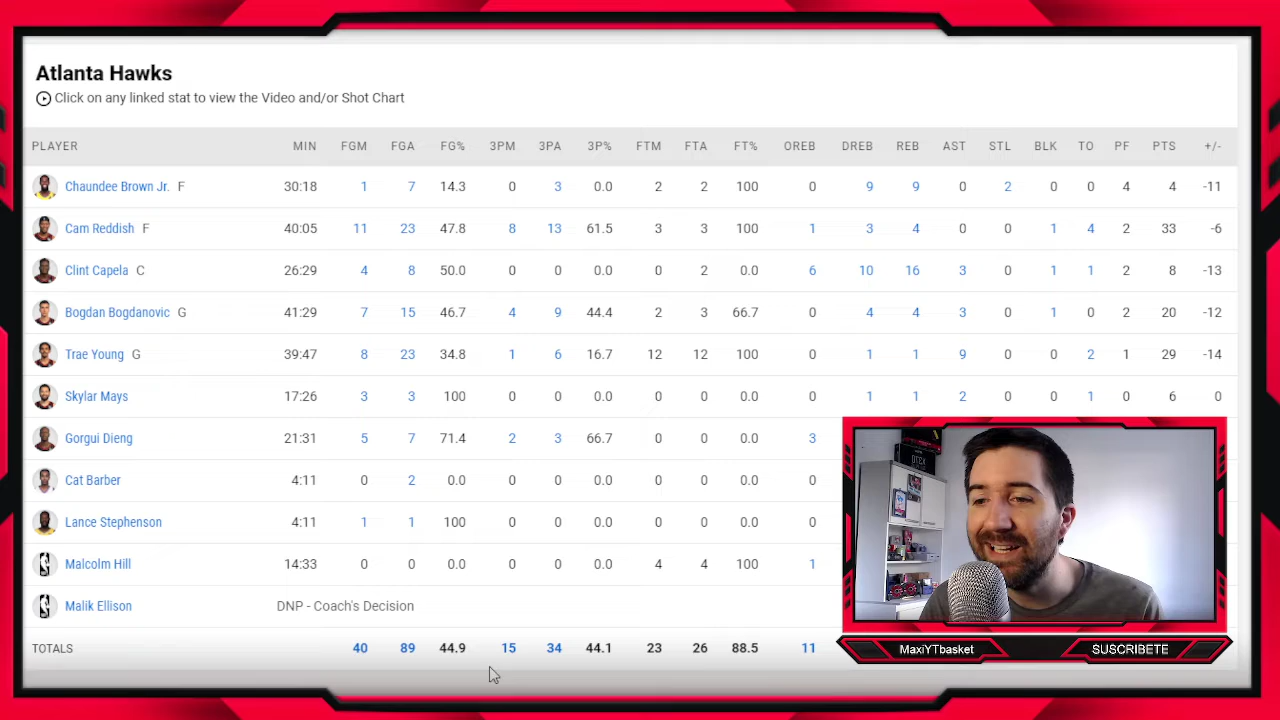 Atlanta Hawks
Click on any linked stat to view the Video and/or Shot Chart
PLAYER MIN FGM FGA FG% 3PM 3PA 3P% FTM FTA FT% OREB DREB REB AST STL BLK TO PF PTS +/-
Chaundee Brown Jr. F 30:18 1 7 14.3 0 3 0.0 2 2 100 0 9 9 0 2 0 0 4 4 -11
Cam Reddish F 40:05 11 23 47.8 8 13 61.5 3 3 100 1 3 4 0 0 1 4 2 33 -6
Clint Capela C 26:29 4 8 50.0 0 0 0.0 0 2 0.0 6 10 16 3 0 1 1 2 8 -13
Bogdan Bogdanovic G 41:29 7 15 46.7 4 9 44.4 2 3 66.7 0 4 4 3 0 1 0 2 20 -12
Trae Young G 39:47 8 23 34.8 1 6 16.7 12 12 100 0 1 1 9 0 0 2 1 29 -14
Skylar Mays 17:26 3 3 100 0 0 0.0 0 0 0.0 0 1 1 2 0 0 1 0 6 0
Gorgui Dieng 21:31 5 7 71.4 2 3 66.7 0 0 0.0 3
Cat Barber 4:11 0 2 0.0 0 0 0.0 0 0 0.0 0
Lance Stephenson 4:11 1 1 100 0 0 0.0 0 0 0.0 0
Malcolm Hill 14:33 0 0 0.0 0 0 0.0 4 4 100 1
Malik Ellison DNP - Coach's Decision
TOTALS 40 89 44.9 15 34 44.1 23 26 88.5 11
MaxiYTbasket SUSCRIBETE